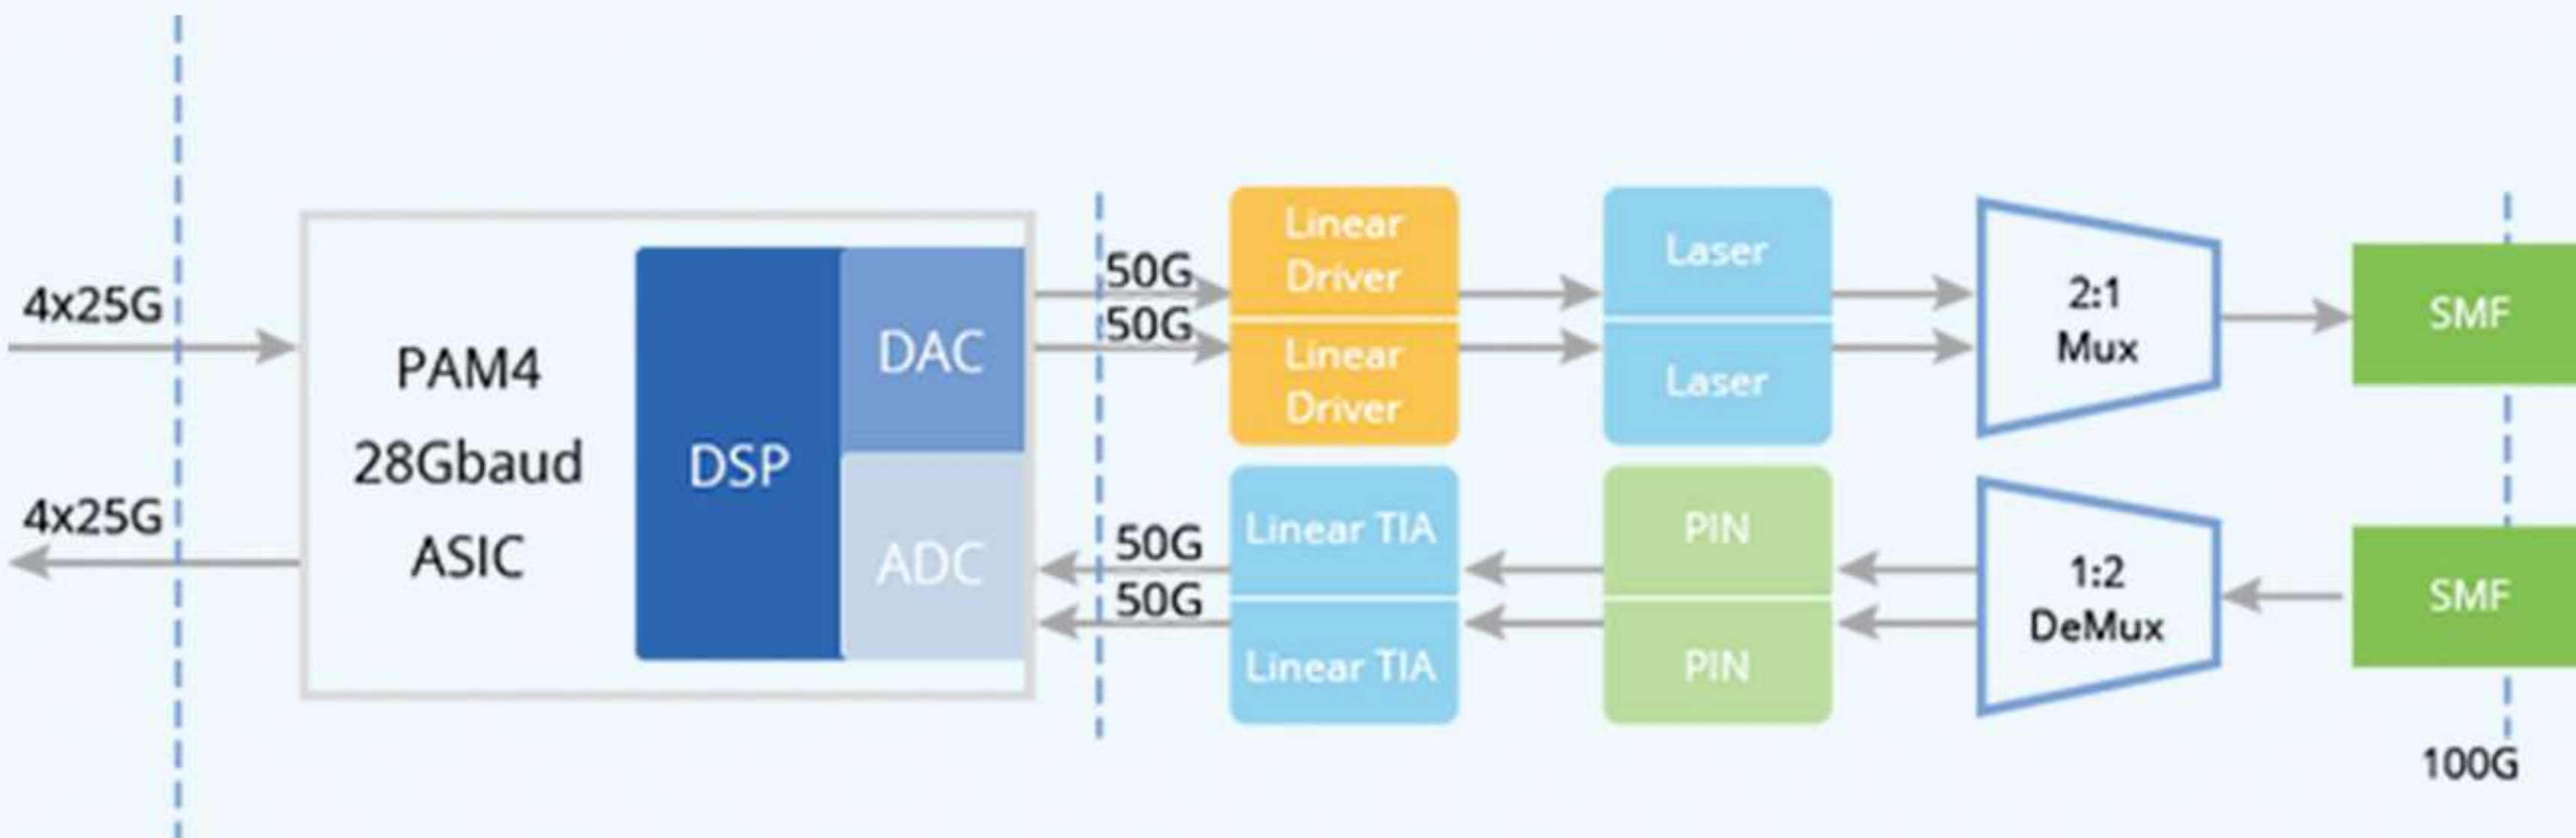 4x25G
4x25G
PAM4
28Gbaud
ASIC
DSP
DAC
ADC
50G
50G
50G
50G
Linear
Driver
Linear
Driver
Linear TIA
Linear TIA
Laser
Laser
PIN
PIN
2:1
Mux
1:2
DeMux
SMF
SMF
100G